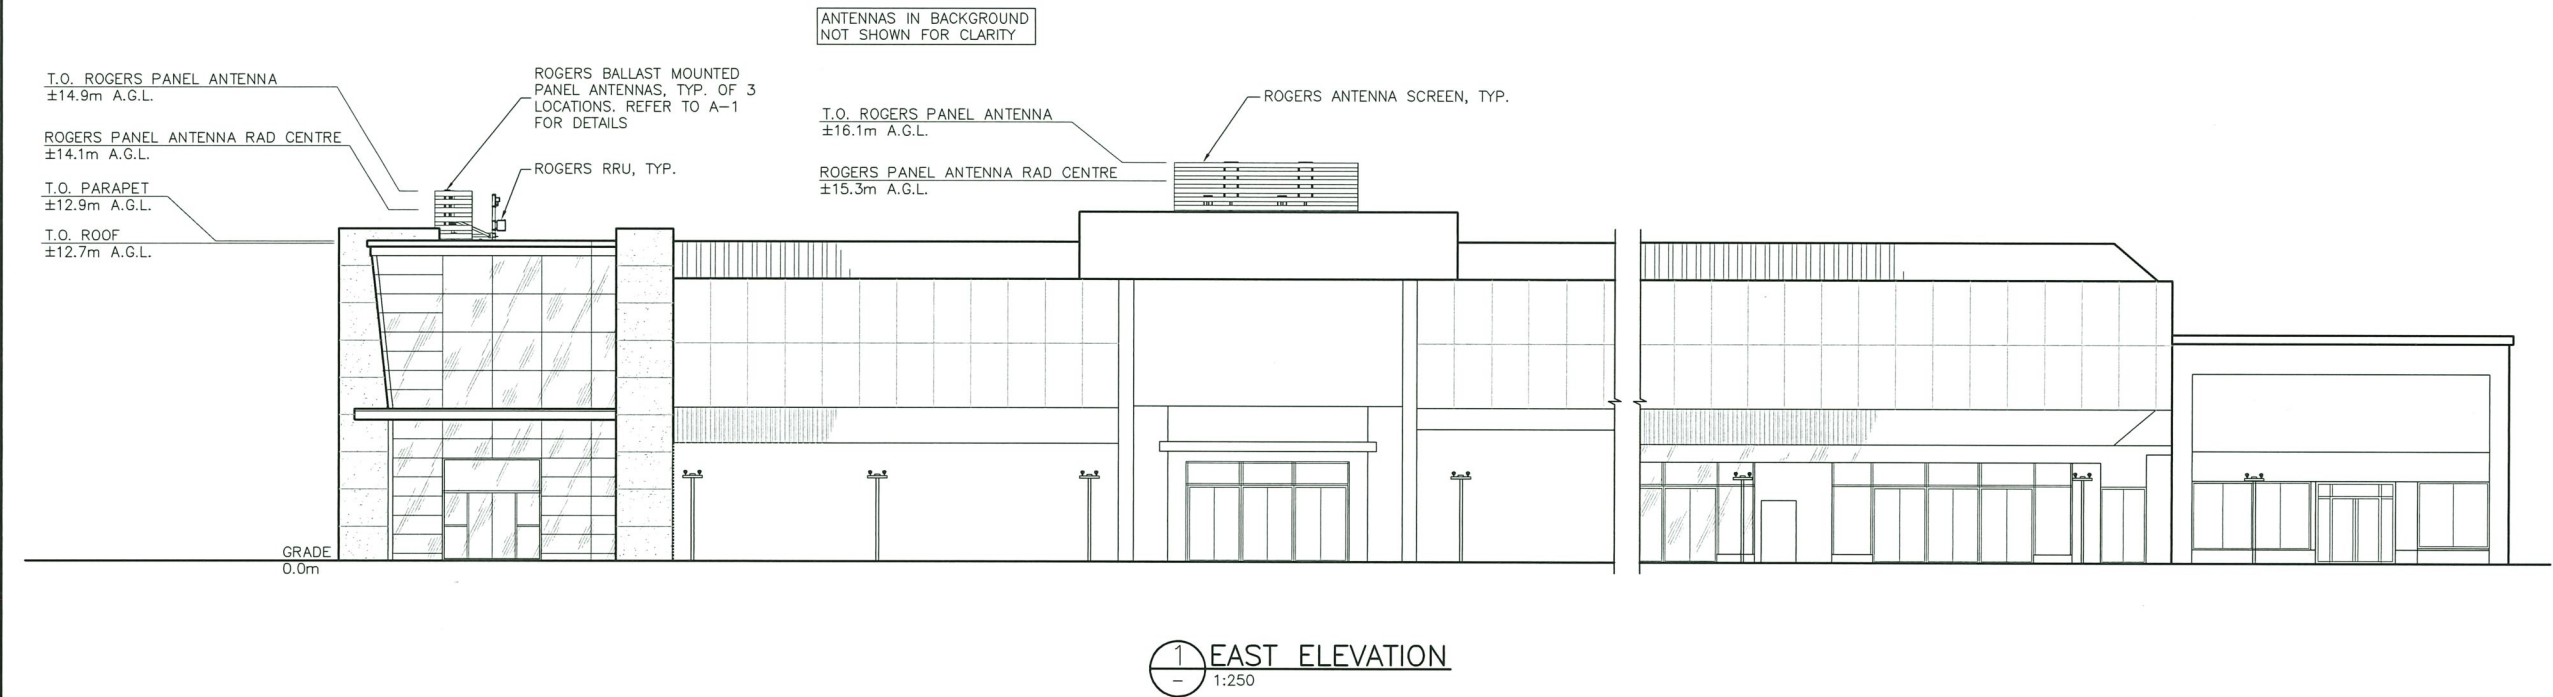 ANTENNAS IN BACKGROUND
NOT SHOWN FOR CLARITY
T.O. ROGERS PANEL ANTENNA
±14.9m A.G.L.
ROGERS PANEL ANTENNA RAD CENTRE
±14.1m A.G.L.
T.O. PARAPET
±12.9m A.G.L.
T.O. ROOF
±12.7m A.G.L.
ROGERS BALLAST MOUNTED
PANEL ANTENNAS, TYP. OF 3
LOCATIONS. REFER TO A-1
FOR DETAILS
ROGERS RRU, TYP.
T.O. ROGERS PANEL ANTENNA
±16.1m A.G.L.
ROGERS PANEL ANTENNA RAD CENTRE
±15.3m A.G.L.
ROGERS ANTENNA SCREEN, TYP.
GRADE
0.0m
1
-
EAST ELEVATION
1:250